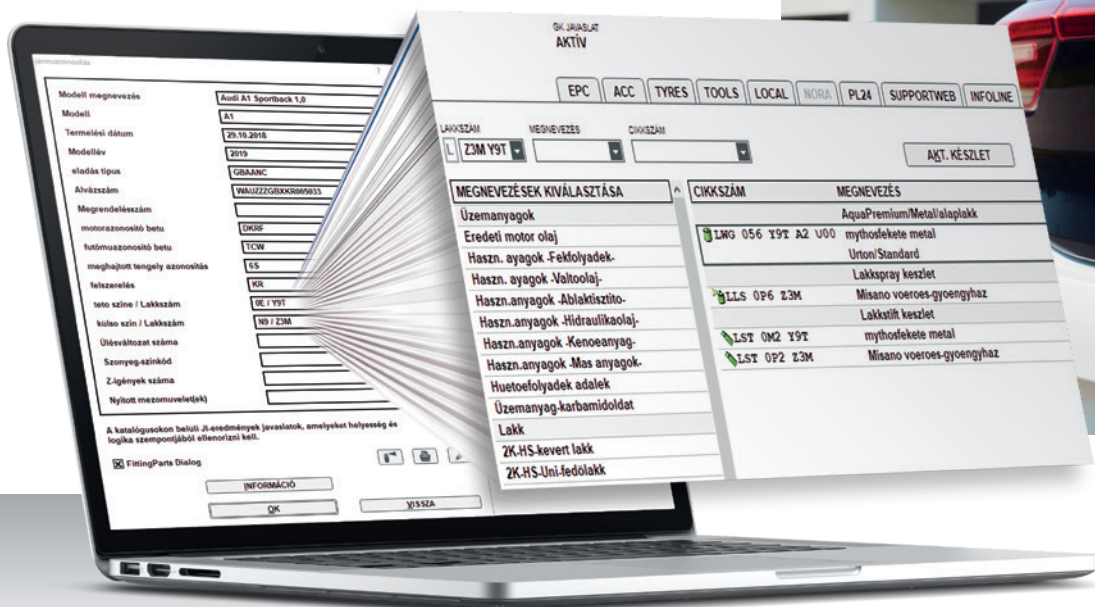 járműazonosítás
?
Modell megnevezés Audi A1 Sportback 1,0
Modell A1
Termelési dátum 29.10.2018
Modellév 2019
eladás típus GBAANC
Alvázszám WAUZZZGBXKR005033
Megrendelésszám
motorazonosító betu DKRF
futómuazonosító betu TCW
meghajtott tengely azonosítás 6S
felszerelés KR
teto színe / Lakkszám 0E / Y9T
külso szín / Lakkszám N9 / Z3M
Ülésváltozat száma
Szonyeg-színkód
Z-igények száma
Nyitott mezomuvelet(ek)
A katalógusokon belüli JI-eredmények javaslatok, amelyeket helyesség és
logika szempontjából ellenorizni kell.
FittingParts Dialog
INFORMÁCIÓ
OK VISSZA
GK. JAVASLAT
AKTÍV
EPC ACC TYRES TOOLS LOCAL NORA PL24 SUPPORTWEB INFOLINE
LAKKSZÁM MEGNEVEZÉS CIKKSZÁM
L Z3M Y9T AKT. KÉSZLET
MEGNEVEZÉSEK KIVÁLASZTÁSA
Üzemanyagok
Eredeti motor olaj
Haszn. ayagok -Fekfolyadek-
Haszn. ayagok -Valtoolaj-
Haszn.anyagok -Ablaktisztito-
Haszn.anyagok -Hidraulikaolaj-
Haszn.anyagok -Kenoeanyag-
Haszn.anyagok -Mas anyagok-
Huetoefolyadek adalek
Üzemanyag-karbamidoldat
Lakk
2K-HS-kevert lakk
2K-HS-Uni-fedölakk
CIKKSZÁM MEGNEVEZÉS
AquaPremium/Metal/alaplakk
LWG 056 Y9T A2 U00 mythosfekete metal
Urton/Standard
Lakkspray keszlet
LLS 0P6 Z3M Misano voeroes-gyoengyhaz
Lakkstift keszlet
LST 0M2 Y9T mythosfekete metal
LST 0P2 Z3M Misano voeroes-gyoengyhaz